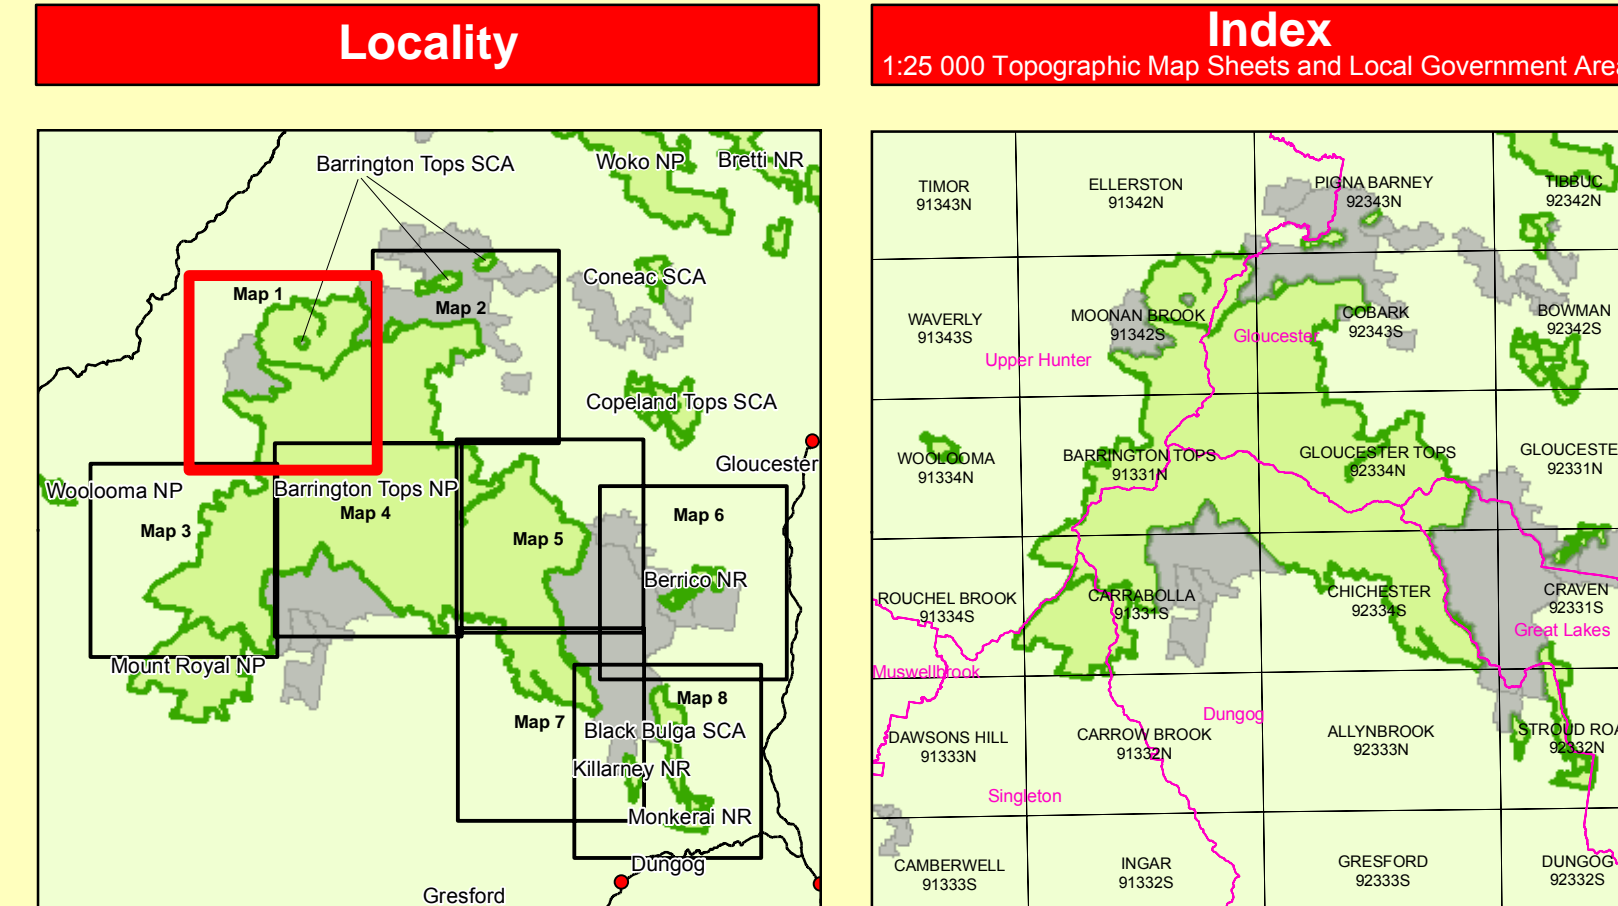 Locality
Barrington Tops SCA
Woko NP
Bretti NR
Coneac SCA
Map 1
Map 2
Copeland Tops SCA
Gloucester
Woolooma NP
Barrington Tops NP
Map 3
Map 4
Map 5
Map 6
Berrico NR
Mount Royal NP
Map 7
Map 8
Black Bulga SCA
Killarney NR
Monkerai NR
Dungog
Gresford
Index
1:25 000 Topographic Map Sheets and Local Government Area
TIMOR
91343N
ELLERSTON
91342N
PIGNA BARNEY
92343N
TIBBUC
92342N
WAVERLY
91343S
MOONAN BROOK
91342S
COBARK
92343S
BOWMAN
92342S
Upper Hunter
Gloucester
WOOLOOMA
91334N
BARRINGTON TOPS
91331N
GLOUCESTER TOPS
92334N
GLOUCESTE
92331N
ROUCHEL BROOK
91334S
CARRABOLLA
91331S
CHICHESTER
92334S
CRAVEN
92331S
Great Lakes
Muswellbrook
Dungog
DAWSONS HILL
91333N
CARROW BROOK
91332N
ALLYNBROOK
92333N
STROUD ROA
92332N
Singleton
CAMBERWELL
91333S
INGAR
91332S
GRESFORD
92333S
DUNGOG
92332S